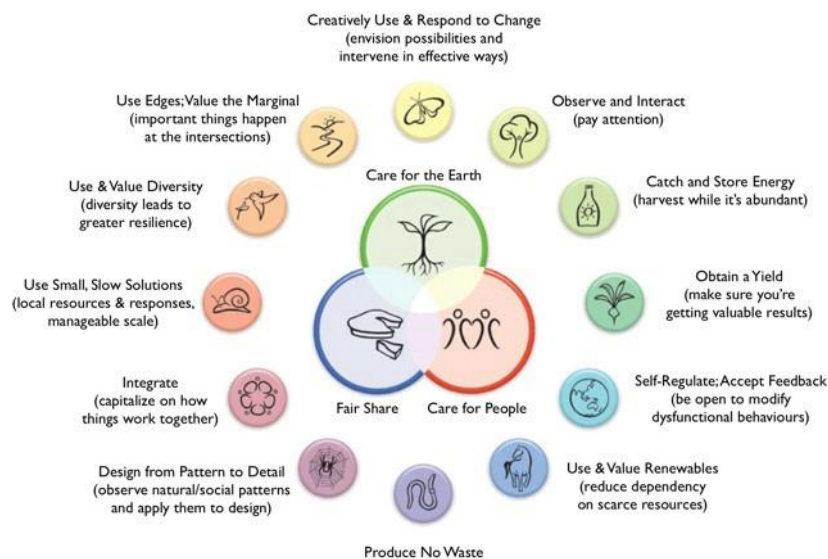 Creatively Use & Respond to Change
(envision possibilities and
intervene in effective ways)
Observe and Interact
(pay attention)
Catch and Store Energy
(harvest while it's abundant)
Obtain a Yield
(make sure you're
getting valuable results)
Self-Regulate; Accept Feedback
(be open to modify
dysfunctional behaviours)
Use & Value Renewables
(reduce dependency
on scarce resources)
Produce No Waste
Design from Pattern to Detail
(observe natural/social patterns
and apply them to design)
Integrate
(capitalize on how
things work together)
Use Small, Slow Solutions
(local resources & responses,
manageable scale)
Use & Value Diversity
(diversity leads to
greater resilience)
Use Edges; Value the Marginal
(important things happen
at the intersections)
Care for the Earth
Fair Share
Care for People